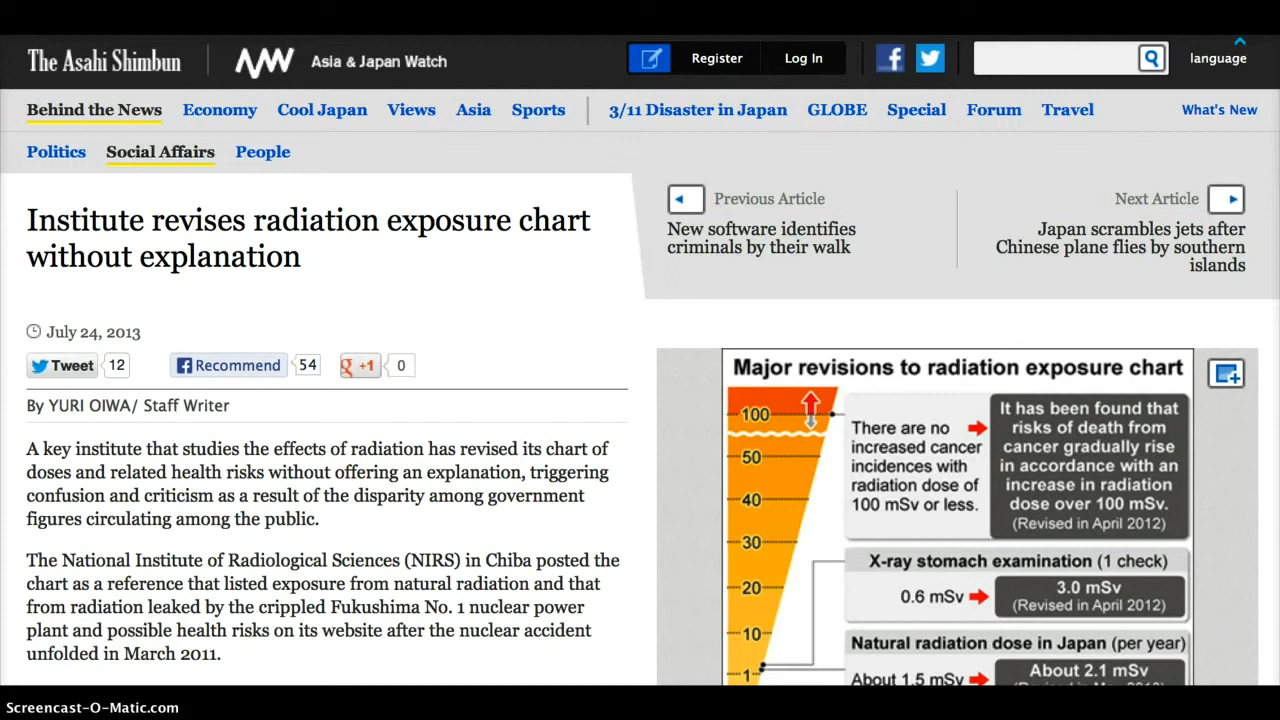 The Asahi Shimbun
AJW
Asia & Japan Watch
Register
Log In
language
Behind the News
Economy
Cool Japan
Views
Asia
Sports
3/11 Disaster in Japan
GLOBE
Special
Forum
Travel
What's New
Politics
Social Affairs
People
Institute revises radiation exposure chart
without explanation
Previous Article
New software identifies
criminals by their walk
Next Article
Japan scrambles jets after
Chinese plane flies by southern
islands
July 24, 2013
Tweet
12
Recommend
54
+1
0
By YURI OIWA/ Staff Writer
A key institute that studies the effects of radiation has revised its chart of
doses and related health risks without offering an explanation, triggering
confusion and criticism as a result of the disparity among government
figures circulating among the public.
The National Institute of Radiological Sciences (NIRS) in Chiba posted the
chart as a reference that listed exposure from natural radiation and that
from radiation leaked by the crippled Fukushima No. 1 nuclear power
plant and possible health risks on its website after the nuclear accident
unfolded in March 2011.
Major revisions to radiation exposure chart
100
50
40
30
20
10
1
There are no
increased cancer
incidences with
radiation dose of
100 mSv or less.
It has been found that
risks of death from
cancer gradually rise
in accordance with an
increase in radiation
dose over 100 mSv.
(Revised in April 2012)
X-ray stomach examination (1 check)
0.6 mSv
3.0 mSv
(Revised in April 2012)
Natural radiation dose in Japan (per year)
About 1.5 mSv
About 2.1 mSv
Screencast-O-Matic.com